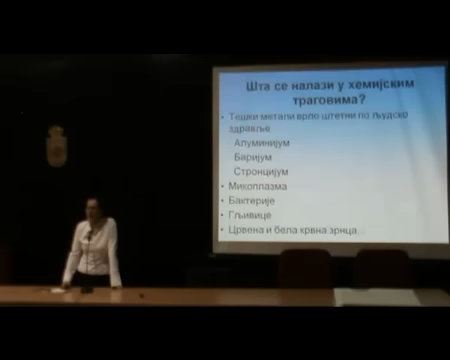 Шта се налази у хемијским
траговима?
• Тешки метали врло штетни по људско
здравље
Алуминијум
Баријум
Стронцијум
• Микоплазма
• Бактерије
• Гљивице
• Црвена и бела крвна зрнца...